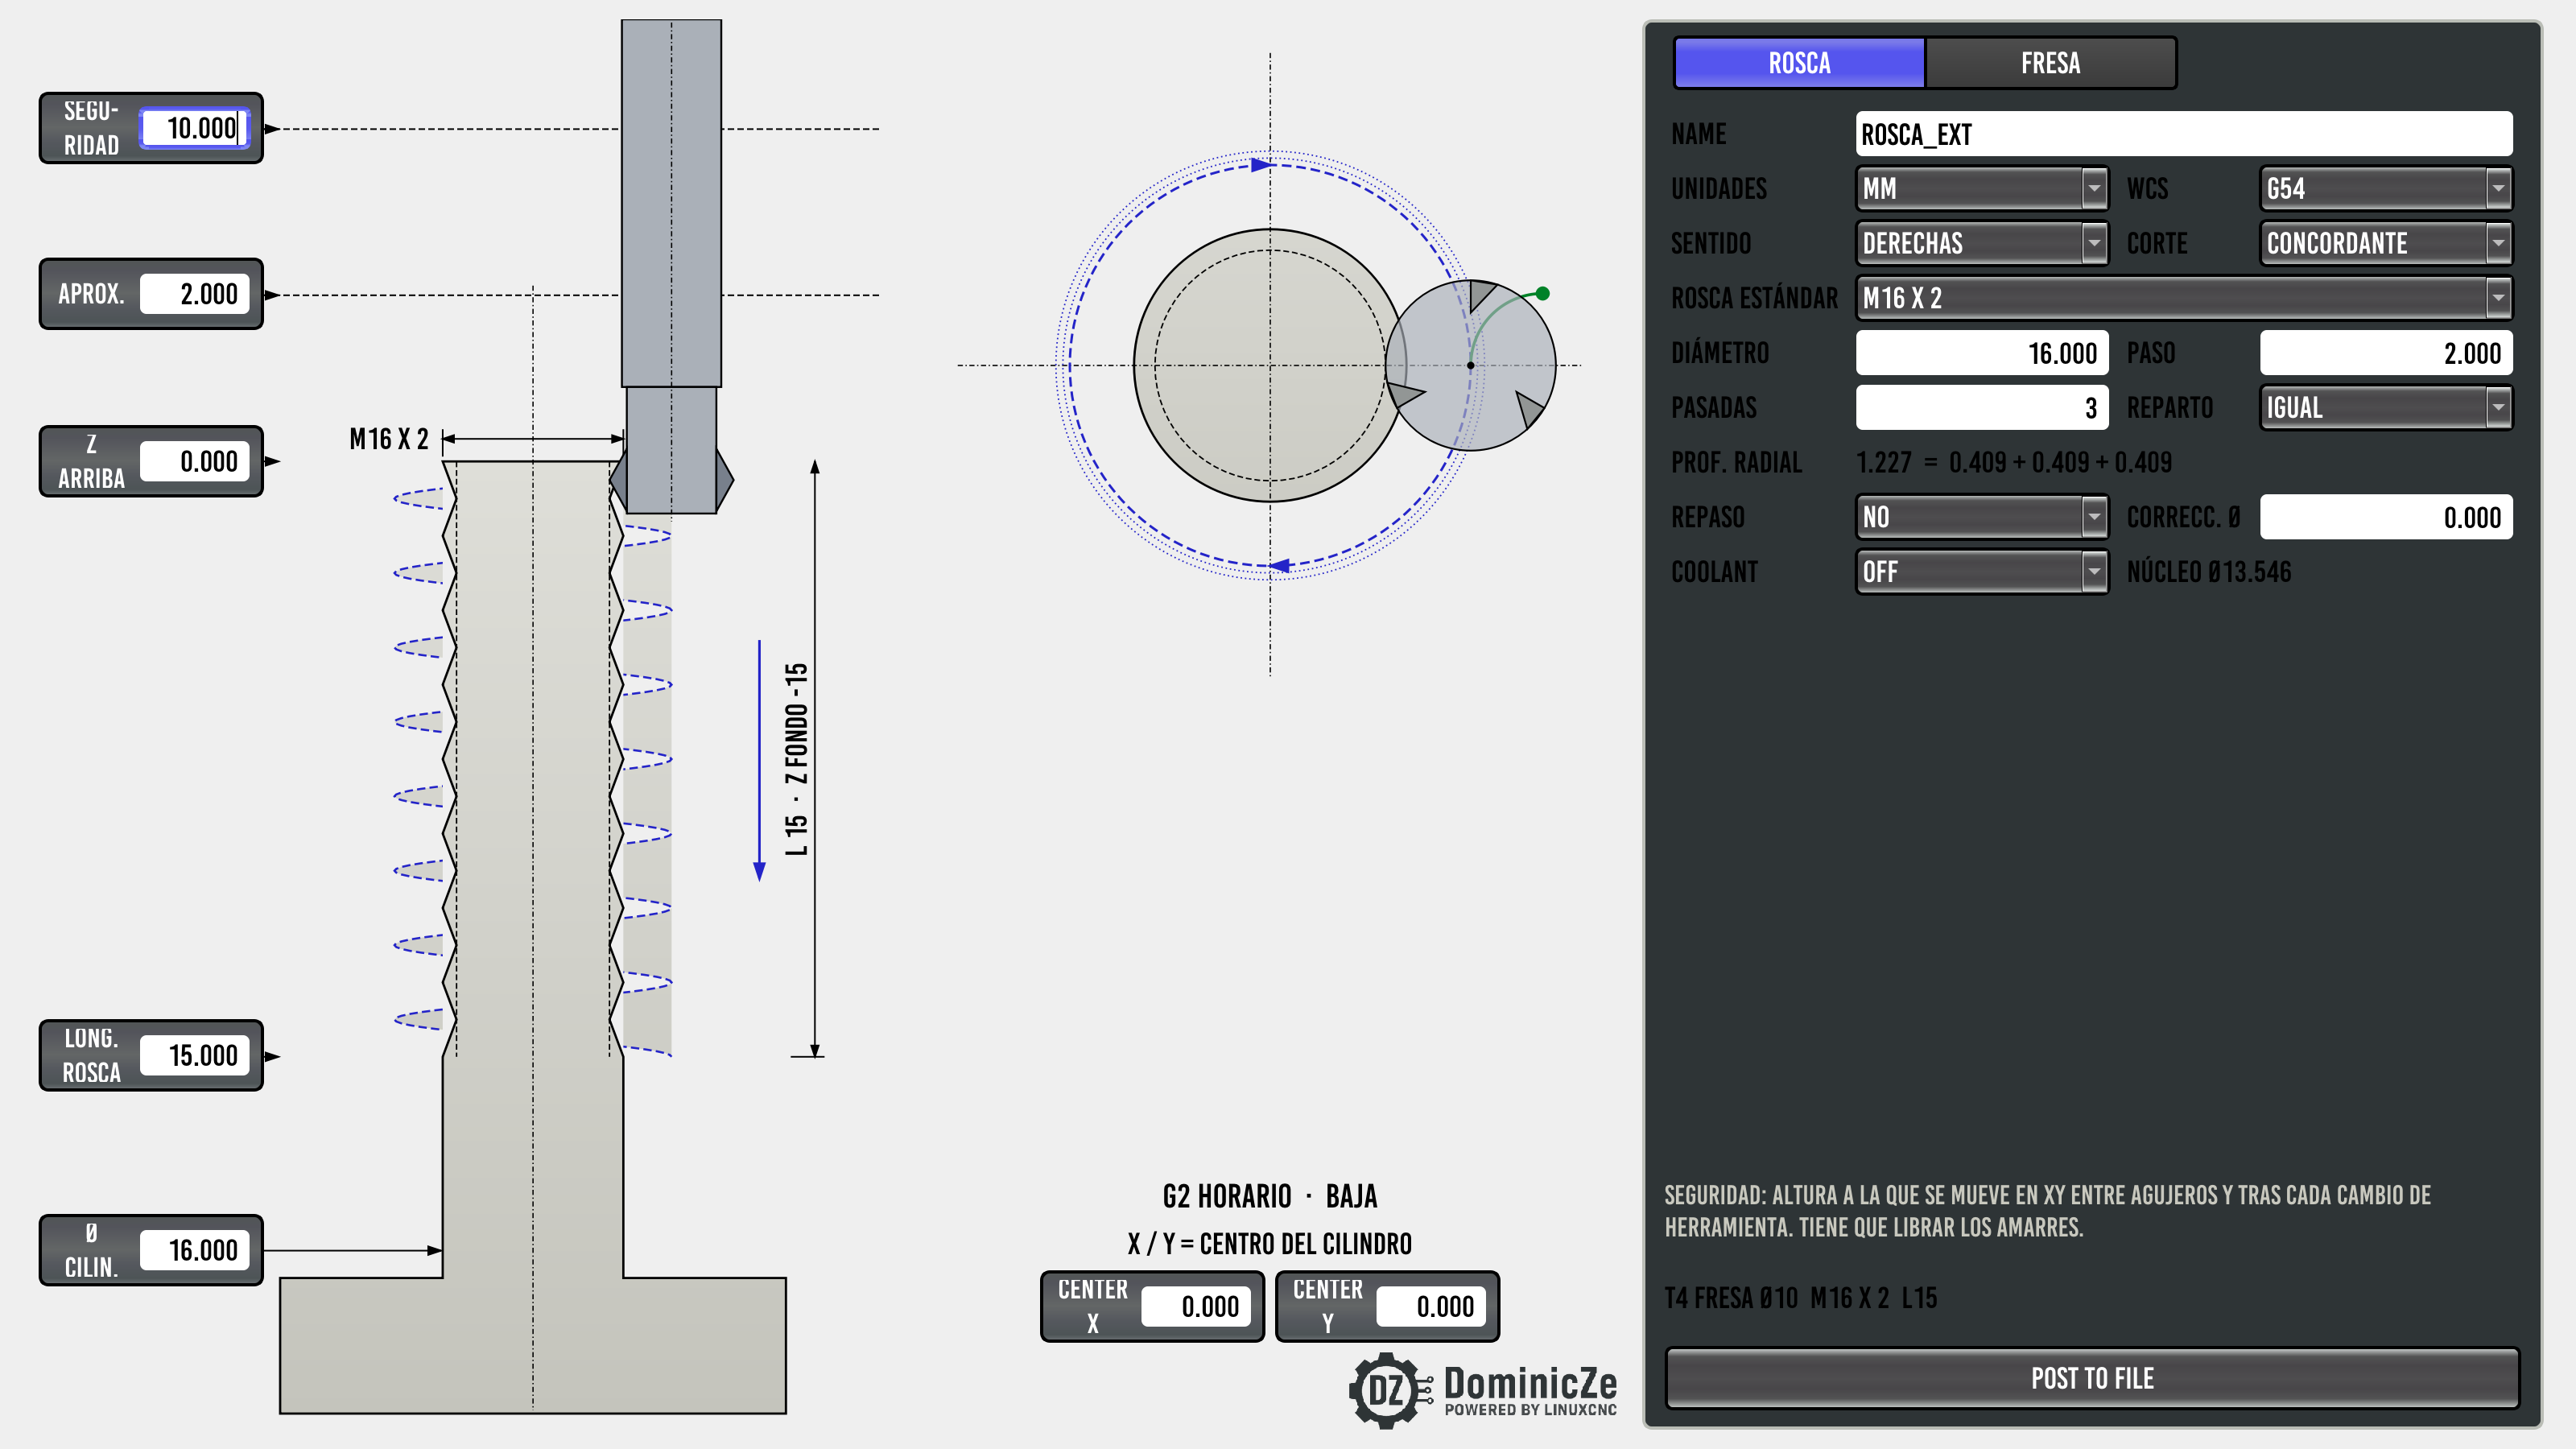 SEGU-
RIDAD 10.000
APROX. 2.000
Z
ARRIBA 0.000
M16 X 2
L 15 · Z FONDO -15
LONG.
ROSCA 15.000
Ø
CILIN. 16.000
G2 HORARIO · BAJA
X / Y = CENTRO DEL CILINDRO
CENTER
X 0.000
CENTER
Y 0.000
DZ DominicZe
POWERED BY LINUXCNC
ROSCA FRESA
NAME ROSCA_EXT
UNIDADES MM WCS G54
SENTIDO DERECHAS CORTE CONCORDANTE
ROSCA ESTÁNDAR M16 X 2
DIÁMETRO 16.000 PASO 2.000
PASADAS 3 REPARTO IGUAL
PROF. RADIAL 1.227 = 0.409 + 0.409 + 0.409
REPASO NO CORRECC. Ø 0.000
COOLANT OFF NÚCLEO Ø13.546
SEGURIDAD: ALTURA A LA QUE SE MUEVE EN XY ENTRE AGUJEROS Y TRAS CADA CAMBIO DE
HERRAMIENTA. TIENE QUE LIBRAR LOS AMARRES.
T4 FRESA Ø10 M16 X 2 L15
POST TO FILE